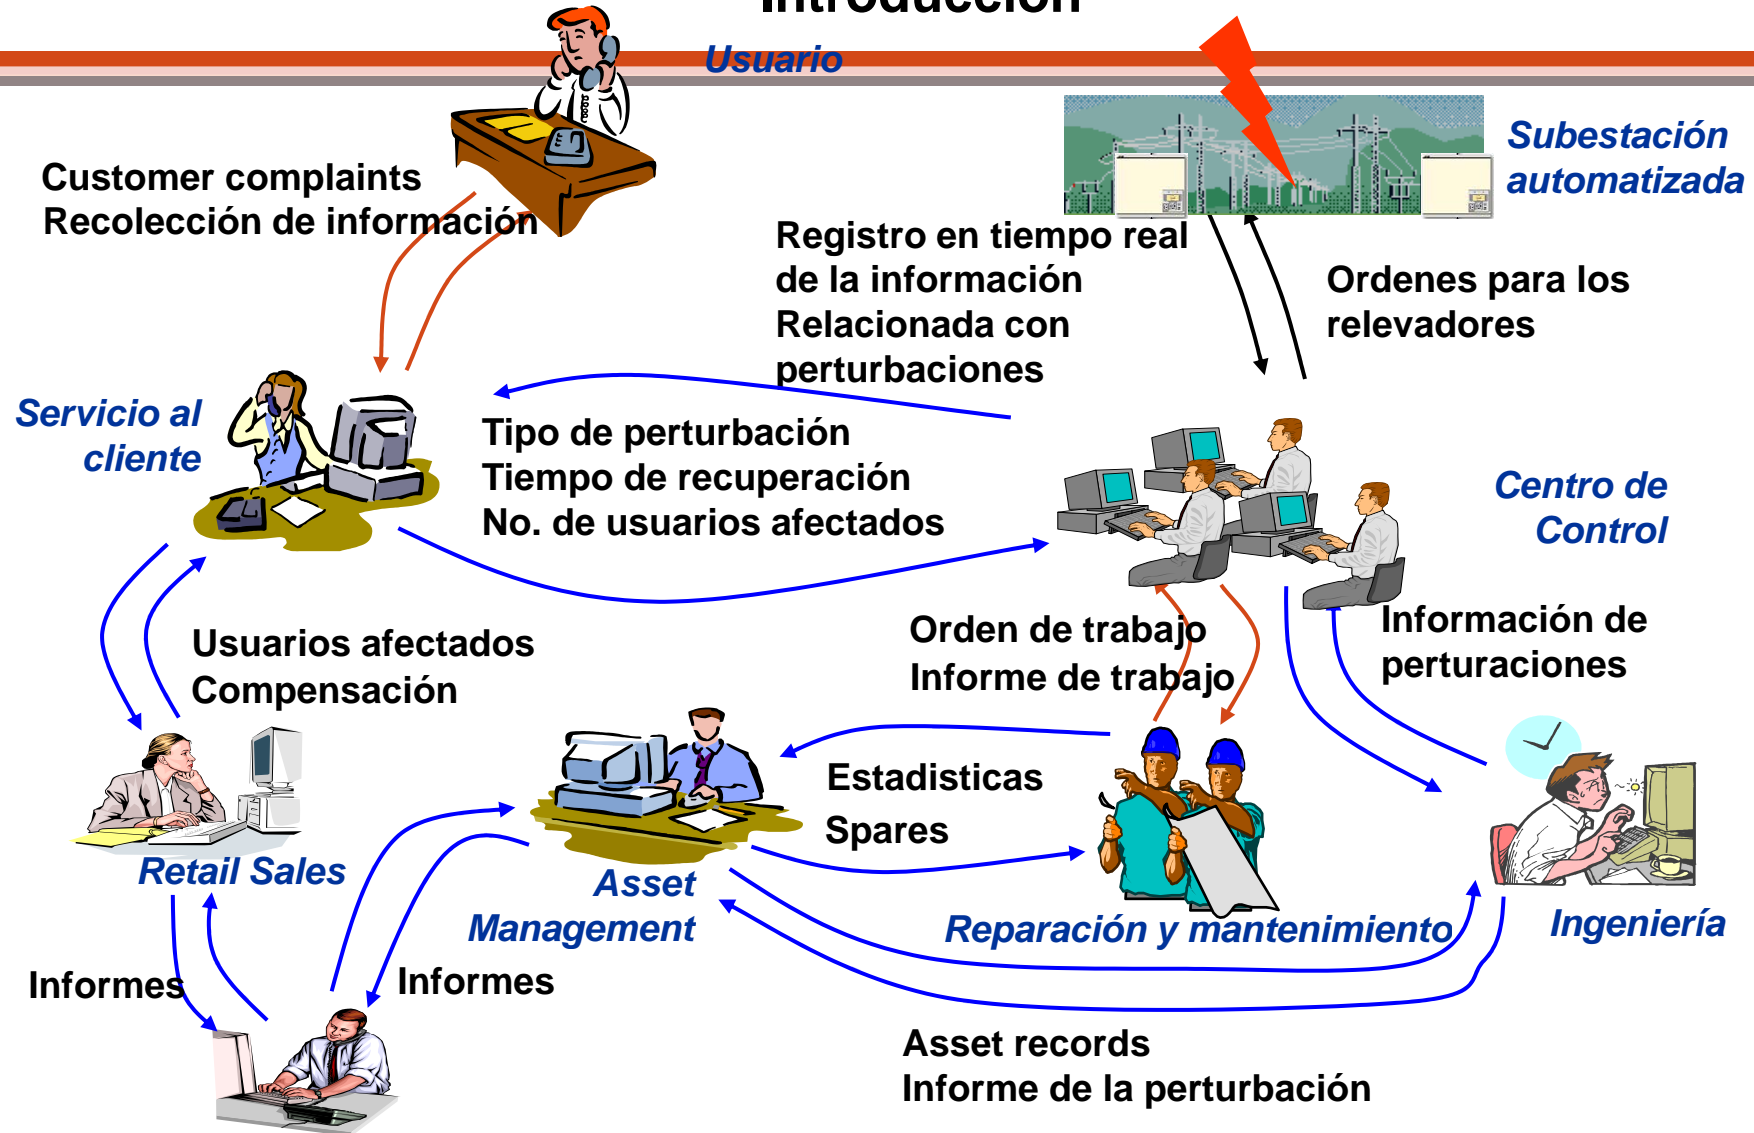 Introducción
Usuario
Subestación
automatizada
Customer complaints
Recolección de información
Registro en tiempo real
de la información
Relacionada con
perturbaciones
Ordenes para los
relevadores
Servicio al
cliente
Tipo de perturbación
Tiempo de recuperación
No. de usuarios afectados
Centro de
Control
Usuarios afectados
Compensación
Orden de trabajo
Informe de trabajo
Información de
perturaciones
Estadisticas
Spares
Retail Sales
Asset
Management
Reparación y mantenimiento
Ingeniería
Informes
Informes
Asset records
Informe de la perturbación